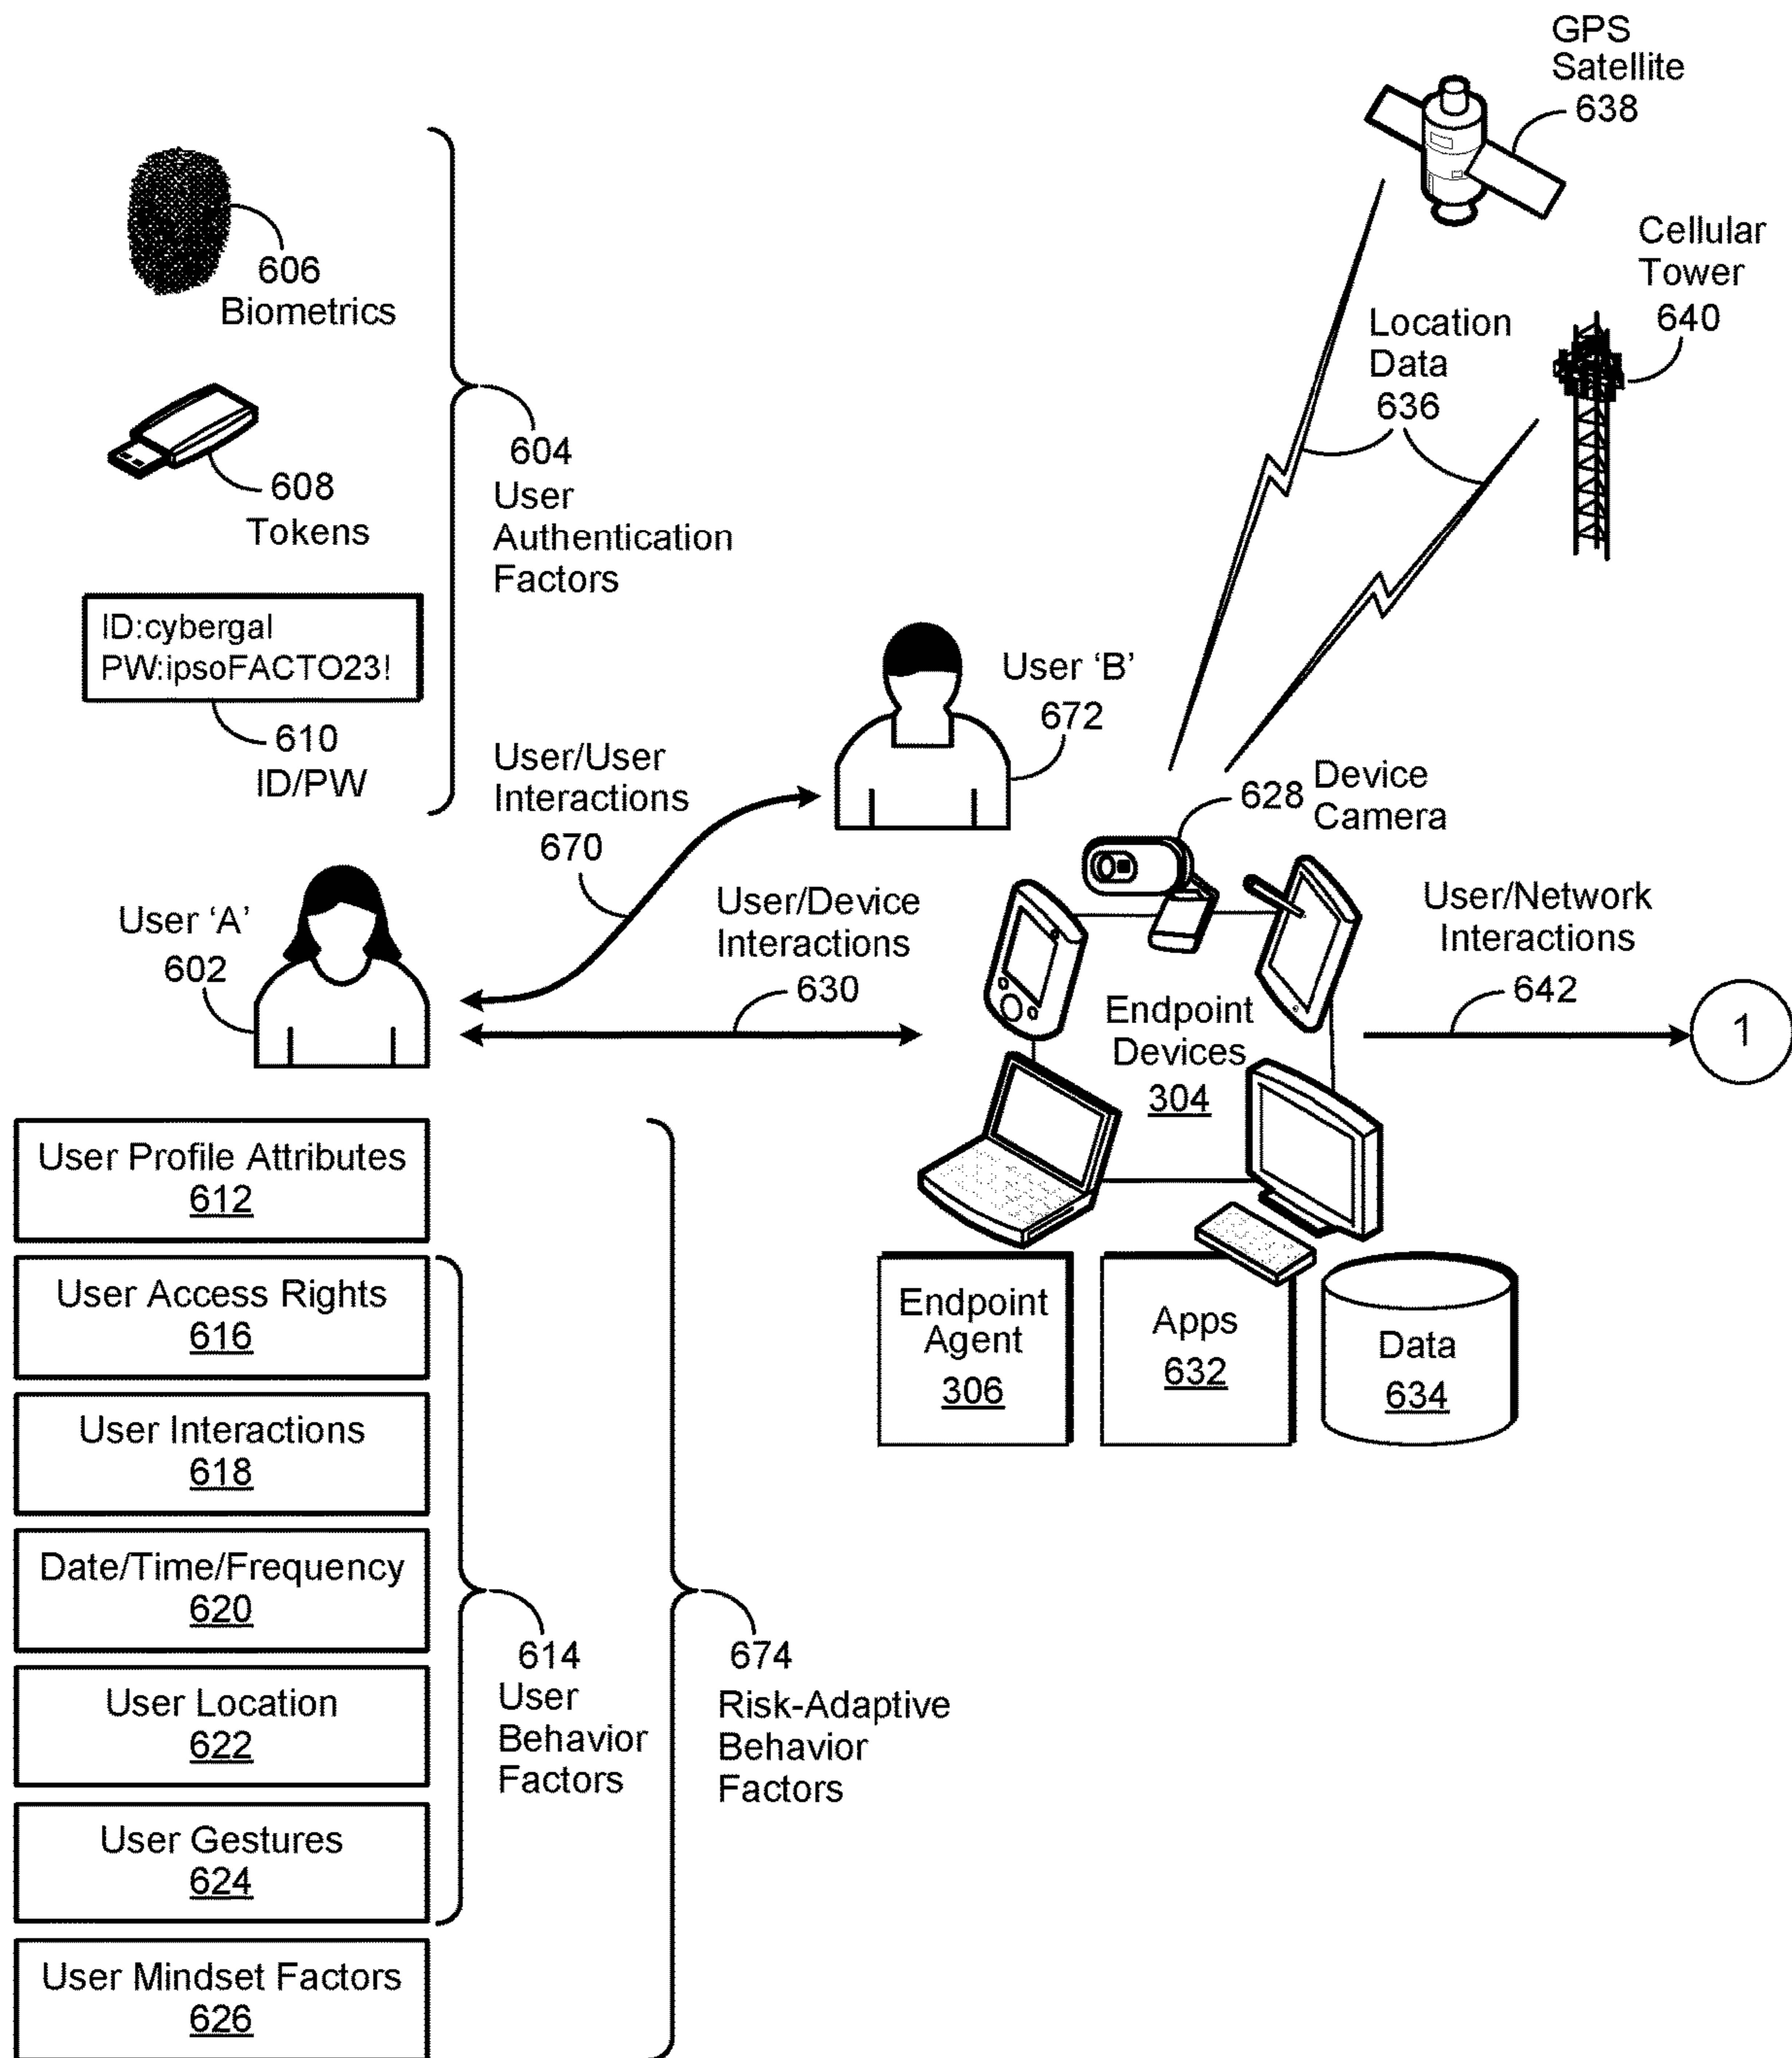 GPS
Satellite
638
Cellular
Tower
640
Location
Data
636
606
Biometrics
608
Tokens
ID:cybergal
PW:ipsoFACTO23!
610
ID/PW
604
User
Authentication
Factors
User 'B'
672
User/User
Interactions
670
628
Device
Camera
User 'A'
602
User/Device
Interactions
630
User/Network
Interactions
642
1
Endpoint
Devices
304
User Profile Attributes
612
User Access Rights
616
User Interactions
618
Date/Time/Frequency
620
User Location
622
User Gestures
624
User Mindset Factors
626
614
User
Behavior
Factors
674
Risk-Adaptive
Behavior
Factors
Endpoint
Agent
306
Apps
632
Data
634